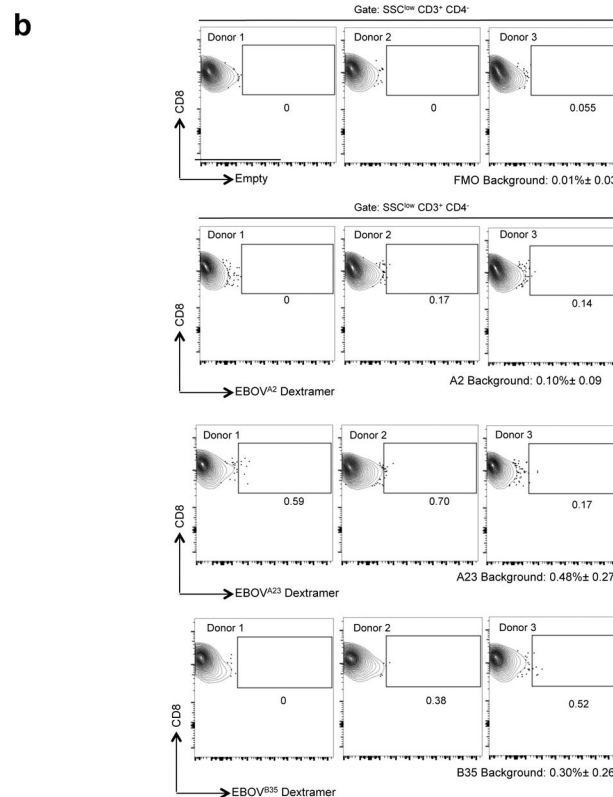 b
Gate: SSClow CD3+ CD4-
Donor 1
Donor 2
Donor 3
CD8
0
0
0.055
Empty
FMO Background: 0.01%± 0.03
Gate: SSClow CD3+ CD4-
Donor 1
Donor 2
Donor 3
CD8
0
0.17
0.14
EBOVA2 Dextramer
A2 Background: 0.10%± 0.09
Donor 1
Donor 2
Donor 3
CD8
0.59
0.70
0.17
EBOVA23 Dextramer
A23 Background: 0.48%± 0.27
Donor 1
Donor 2
Donor 3
CD8
0
0.38
0.52
EBOVB35 Dextramer
B35 Background: 0.30%± 0.26